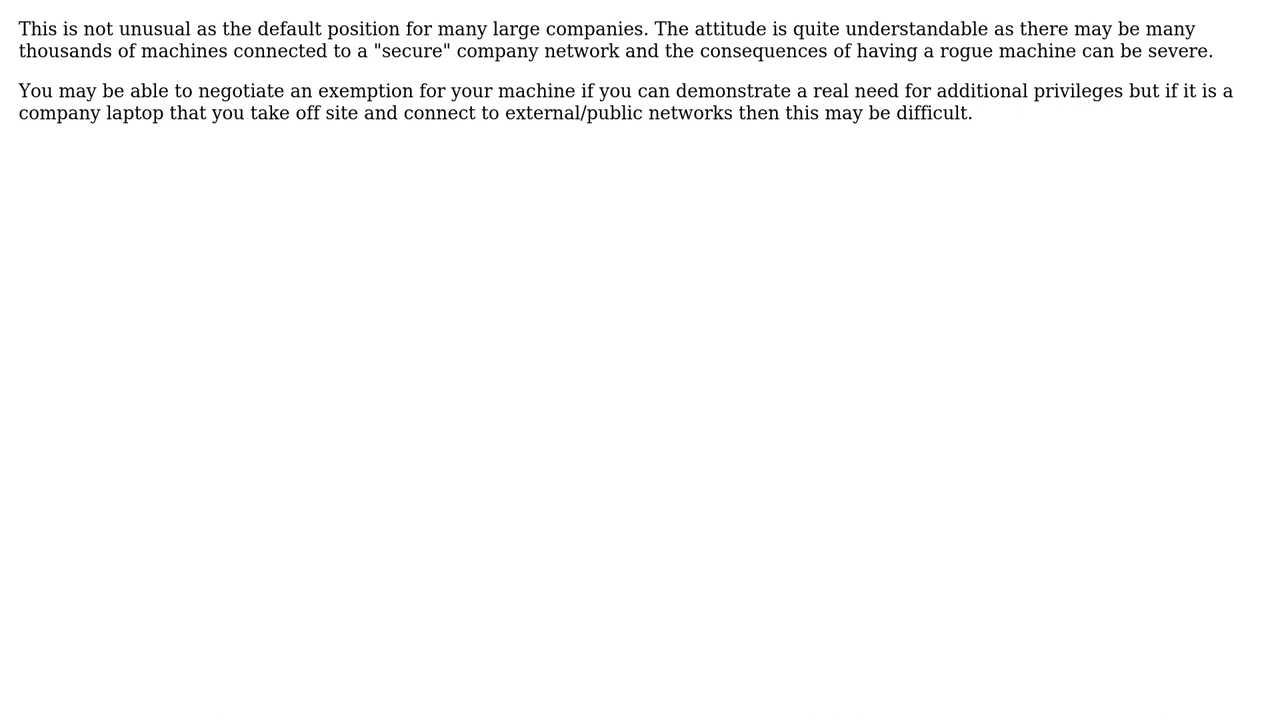 This is not unusual as the default position for many large companies. The attitude is quite understandable as there may be many
thousands of machines connected to a "secure" company network and the consequences of having a rogue machine can be severe.
You may be able to negotiate an exemption for your machine if you can demonstrate a real need for additional privileges but if it is a
company laptop that you take off site and connect to external/public networks then this may be difficult.